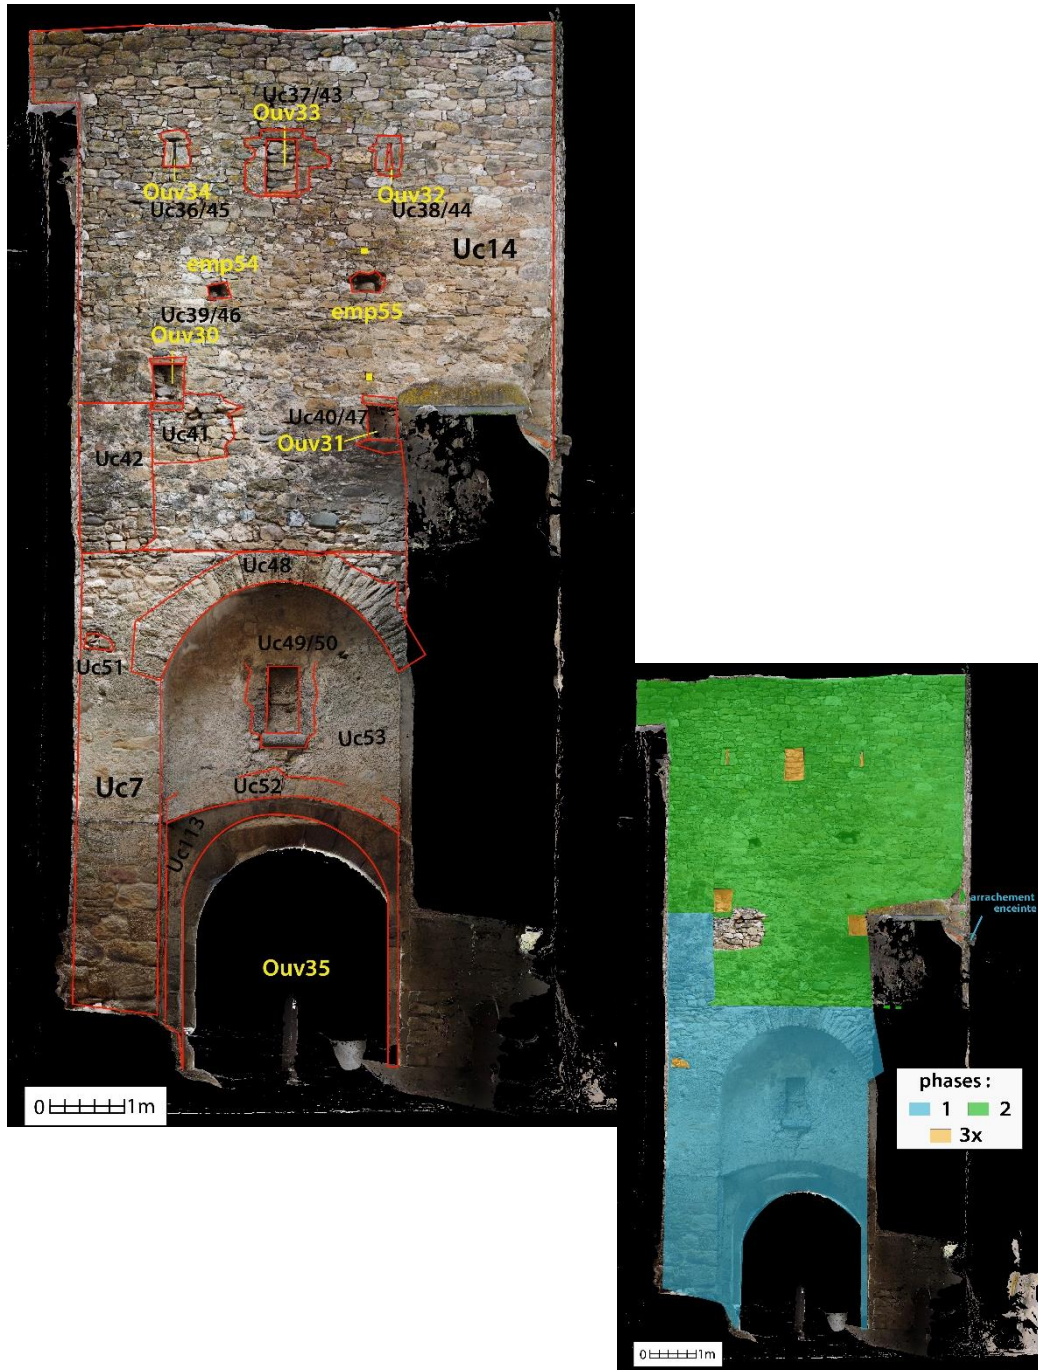 Uc37/43
Ouv33
Ouv34
Uc36/45
Ouv32
Uc38/44
Uc14
emp54
emp55
Uc39/46
Ouv30
Uc40/47
Uc41
Ouv31
Uc42
Uc48
Uc49/50
Uc51
Uc53
Uc7
Uc52
Uc113
Ouv35
0 1m
arrachement
enceinte
phases :
1 2
3x
0 1m